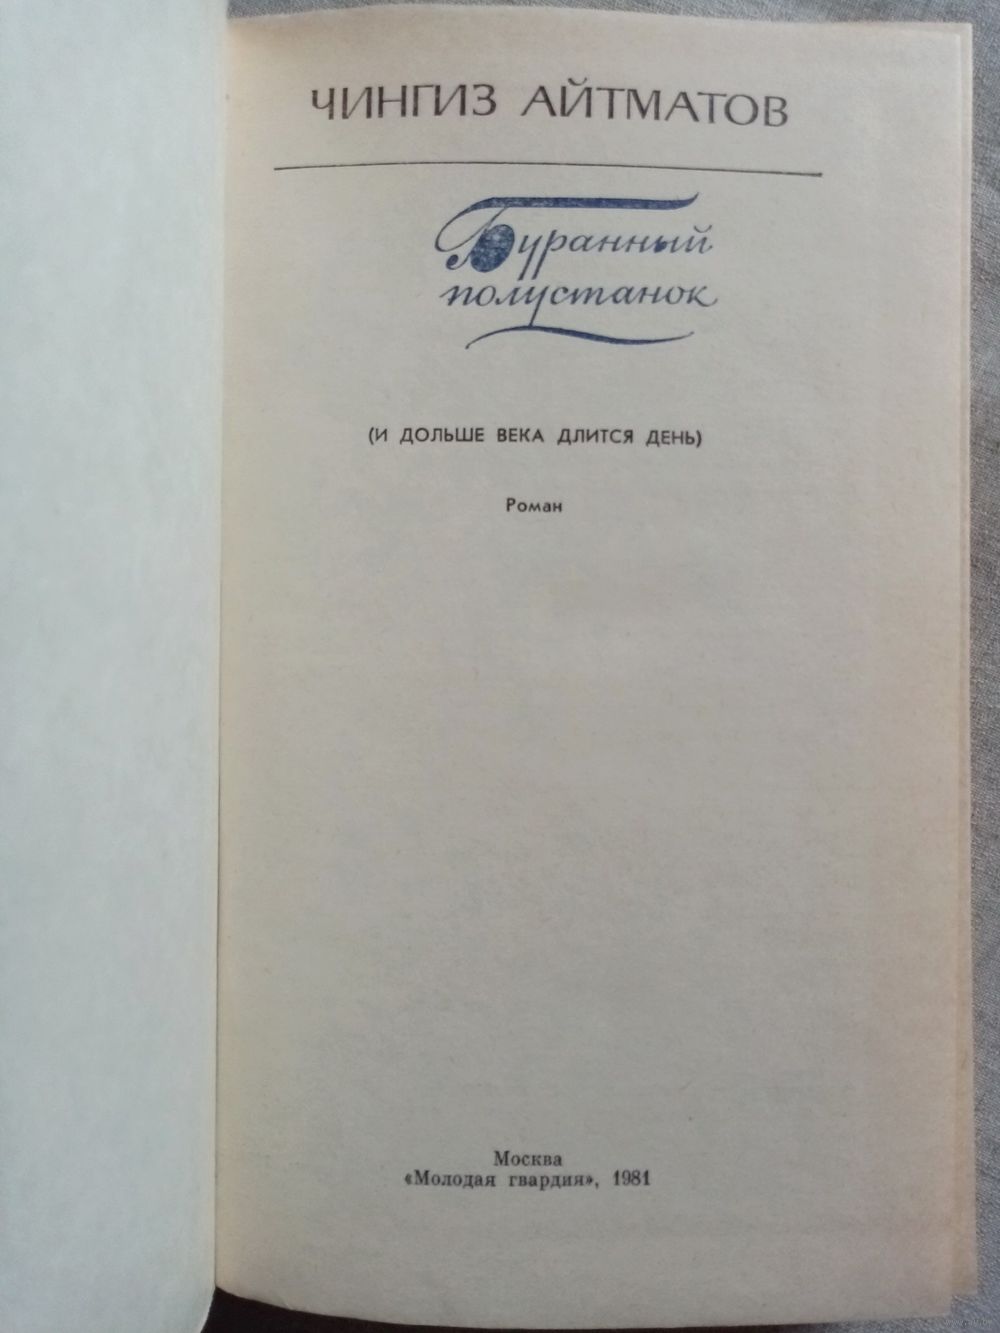 ЧИНГИЗ АЙТМАТОВ
Буранный
полустанок
(И ДОЛЬШЕ ВЕКА ДЛИТСЯ ДЕНЬ)
Роман
Москва
«Молодая гвардия», 1981